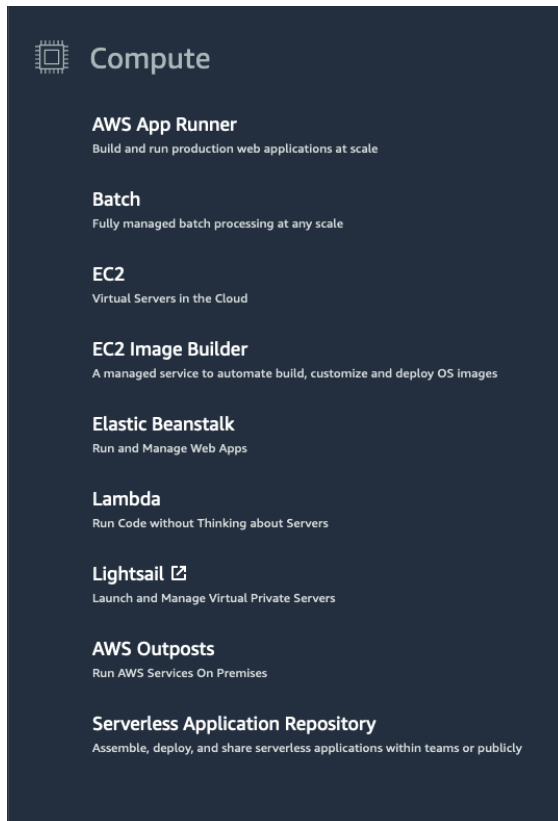 Compute
AWS App Runner
Build and run production web applications at scale
Batch
Fully managed batch processing at any scale
EC2
Virtual Servers in the Cloud
EC2 Image Builder
A managed service to automate build, customize and deploy OS images
Elastic Beanstalk
Run and Manage Web Apps
Lambda
Run Code without Thinking about Servers
Lightsail
Launch and Manage Virtual Private Servers
AWS Outposts
Run AWS Services On Premises
Serverless Application Repository
Assemble, deploy, and share serverless applications within teams or publicly